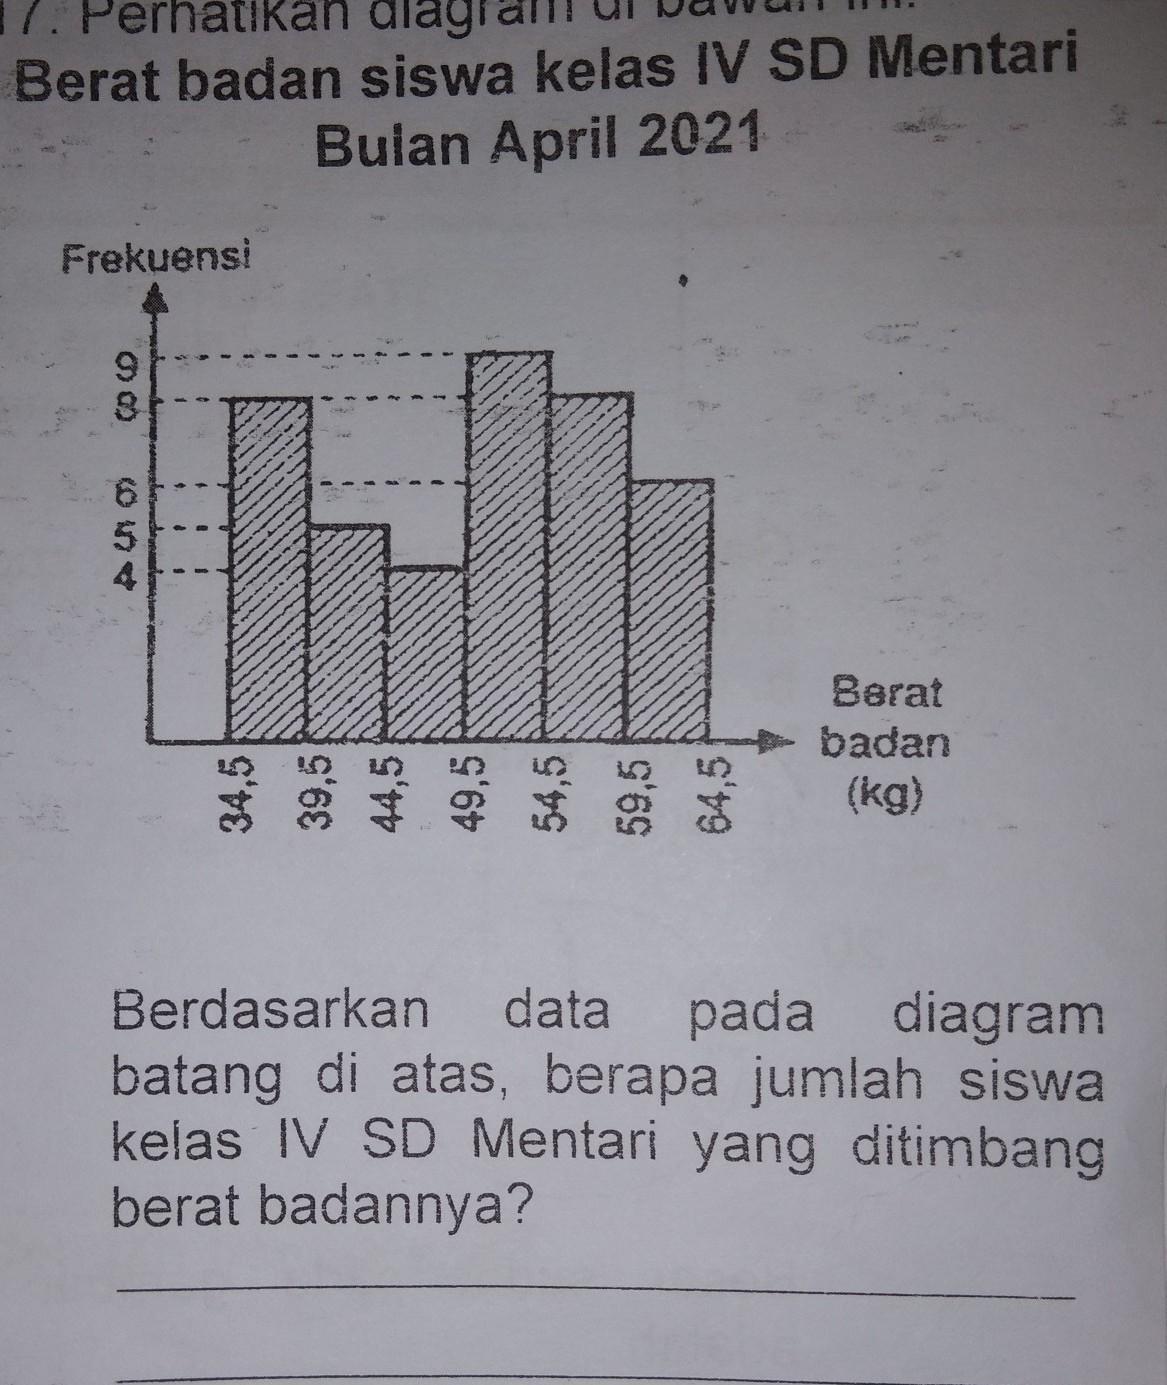 17. Perhatikan diagram di bawah ini.
Berat badan siswa kelas IV SD Mentari
Bulan April 2021
Frekuensi
9
8
6
5
4
34,5 39,5 44,5 49,5 54,5 59,5 64,5
Berat
badan
(kg)
Berdasarkan data pada diagram
batang di atas, berapa jumlah siswa
kelas IV SD Mentari yang ditimbang
berat badannya?